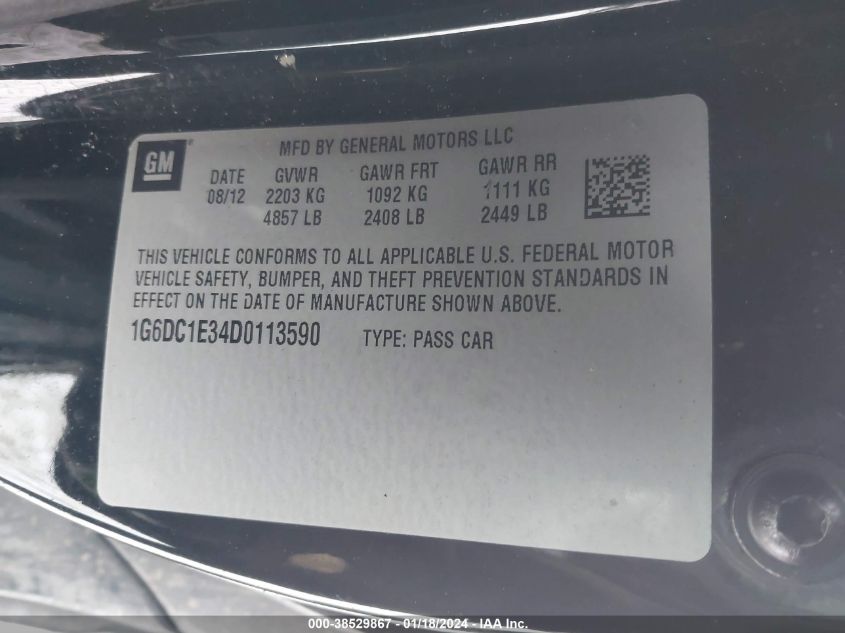 GM®
MFD BY GENERAL MOTORS LLC
DATE GVWR GAWR FRT GAWR RR
08/12 2203 KG 1092 KG 1111 KG
4857 LB 2408 LB 2449 LB
THIS VEHICLE CONFORMS TO ALL APPLICABLE U.S. FEDERAL MOTOR
VEHICLE SAFETY, BUMPER, AND THEFT PREVENTION STANDARDS IN
EFFECT ON THE DATE OF MANUFACTURE SHOWN ABOVE.
1G6DC1E34D0113590 TYPE: PASS CAR
000-38529867 - 01/18/2024 - IAA Inc.